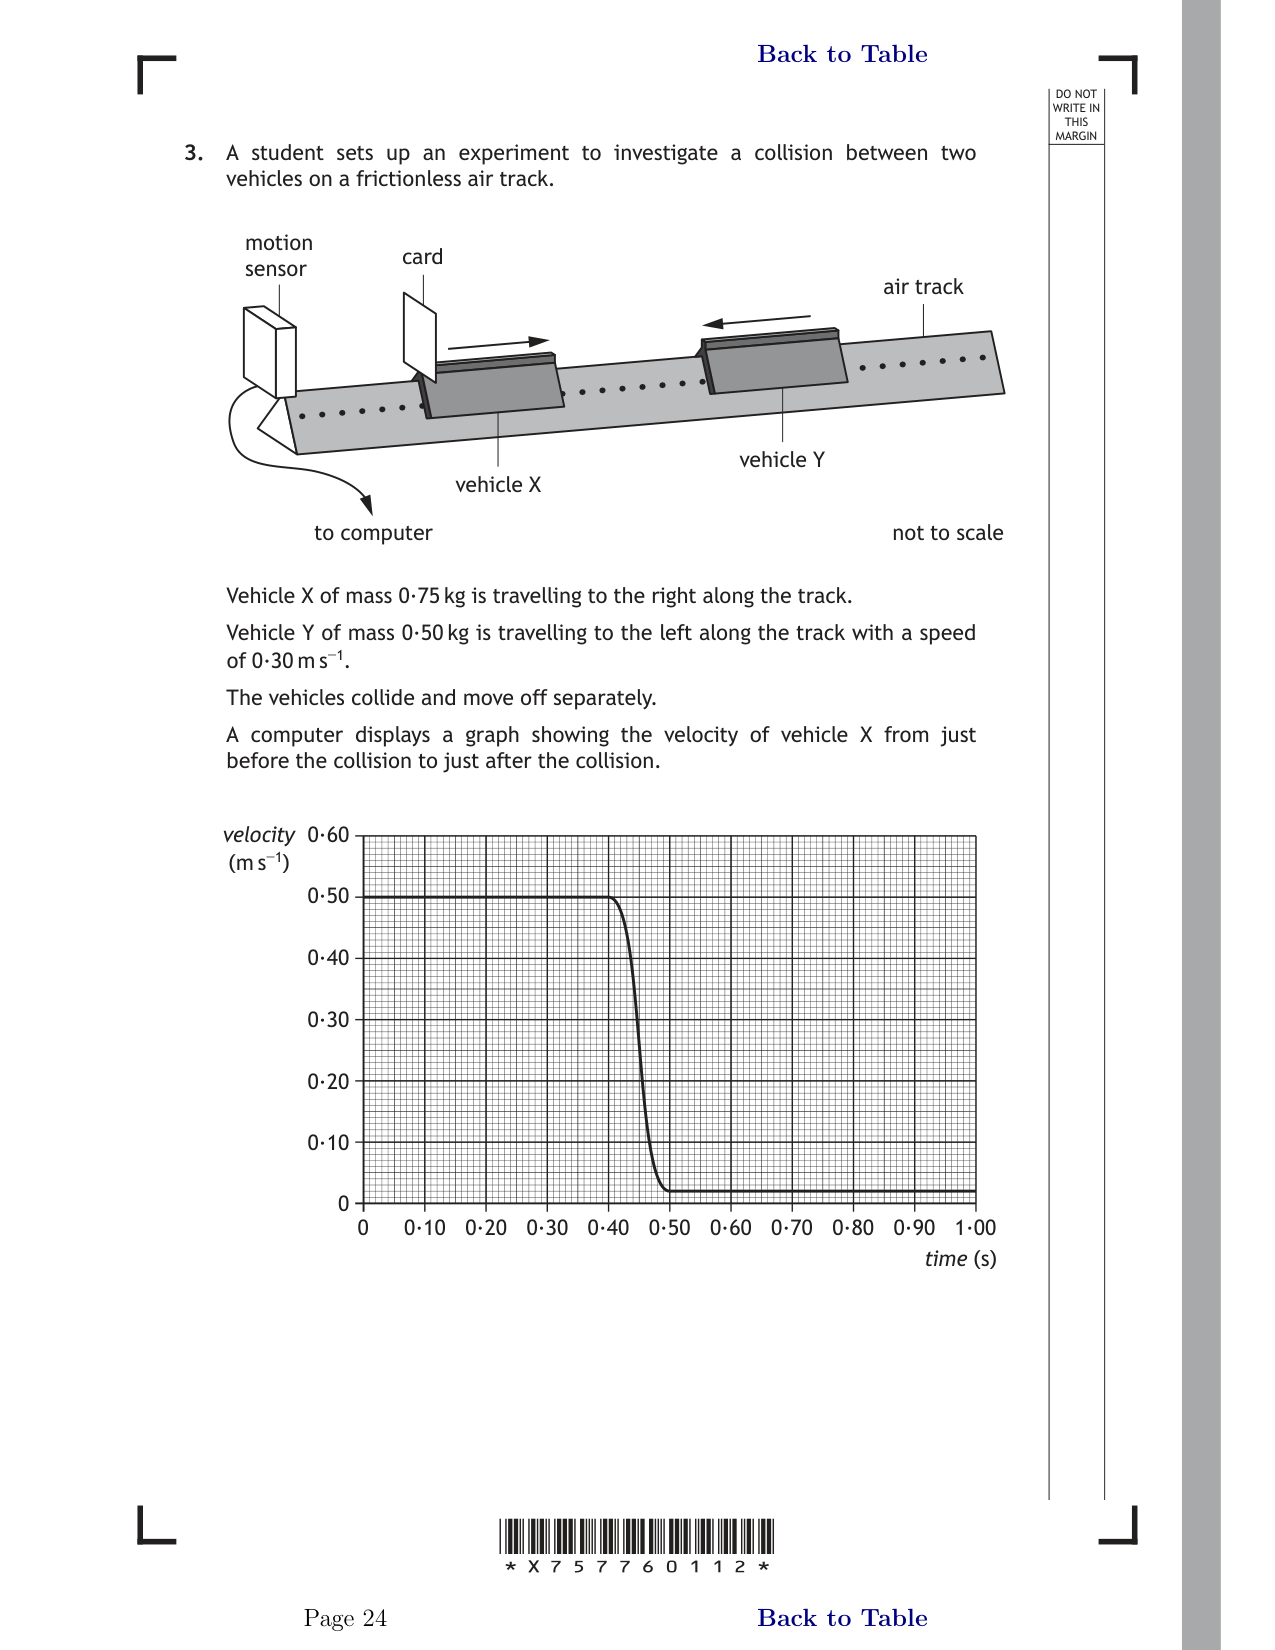 Back to Table
DO NOT
WRITE IN
THIS
MARGIN
3. A student sets up an experiment to investigate a collision between two
vehicles on a frictionless air track.
motion
sensor
card
air track
vehicle Y
vehicle X
to computer
not to scale
Vehicle X of mass 0·75 kg is travelling to the right along the track.
Vehicle Y of mass 0·50 kg is travelling to the left along the track with a speed
of 0·30 m s⁻¹.
The vehicles collide and move off separately.
A computer displays a graph showing the velocity of vehicle X from just
before the collision to just after the collision.
velocity
(m s⁻¹)
0·60
0·50
0·40
0·30
0·20
0·10
0
0 0·10 0·20 0·30 0·40 0·50 0·60 0·70 0·80 0·90 1·00
time (s)
* X 7 5 7 7 6 0 1 1 2 *
Page 24
Back to Table